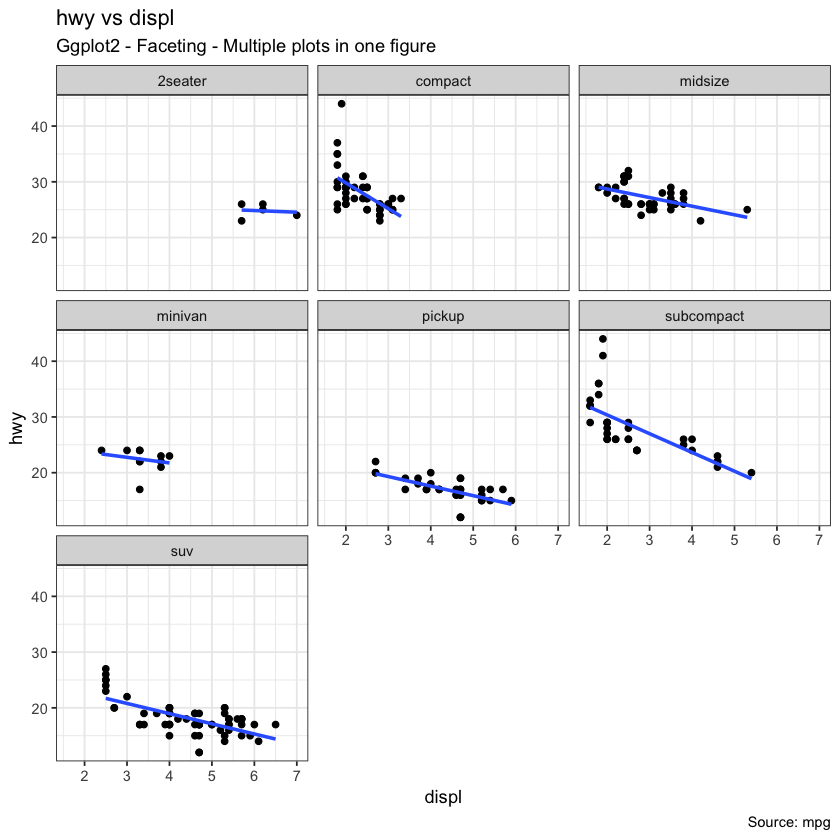 hwy vs displ
Ggplot2 - Faceting - Multiple plots in one figure
2seater compact midsize
40
30
20
minivan pickup subcompact
40
30
20
2 3 4 5 6 7 2 3 4 5 6 7
suv
40
30
20
2 3 4 5 6 7
hwy
displ
Source: mpg